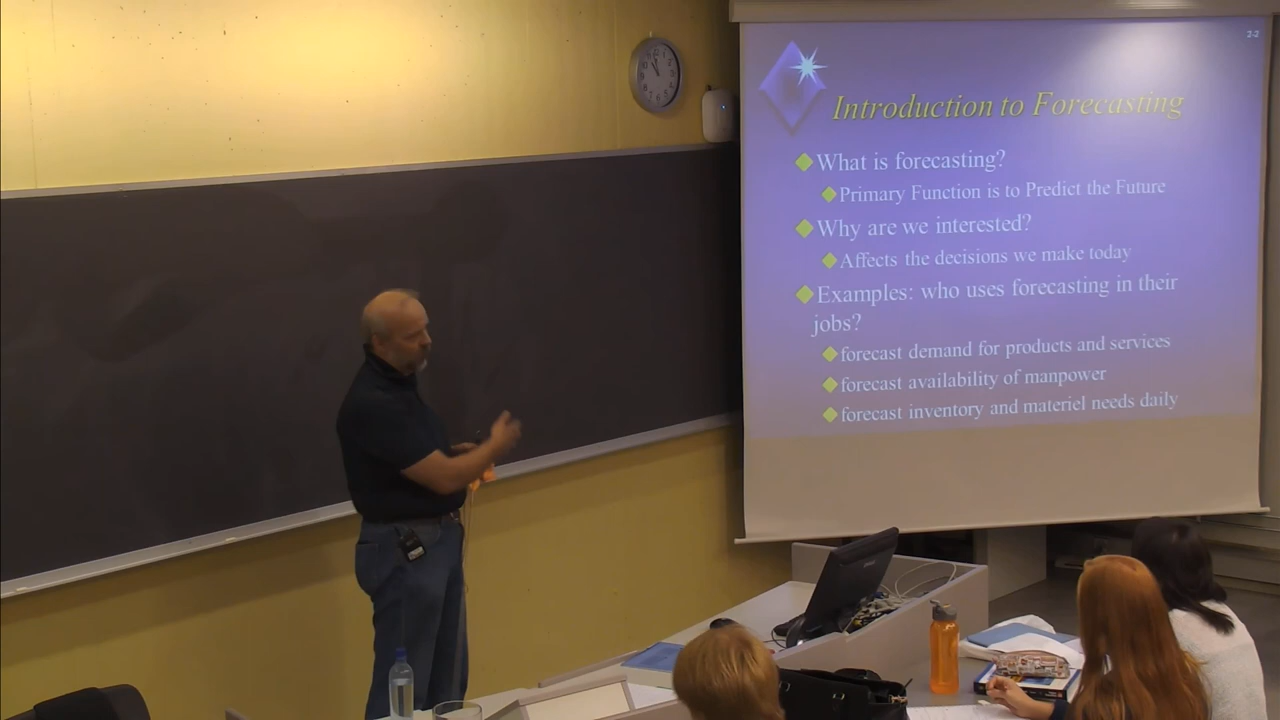 2-2
Introduction to Forecasting
What is forecasting?
Primary Function is to Predict the Future
Why are we interested?
Affects the decisions we make today
Examples: who uses forecasting in their
jobs?
forecast demand for products and services
forecast availability of manpower
forecast inventory and materiel needs daily